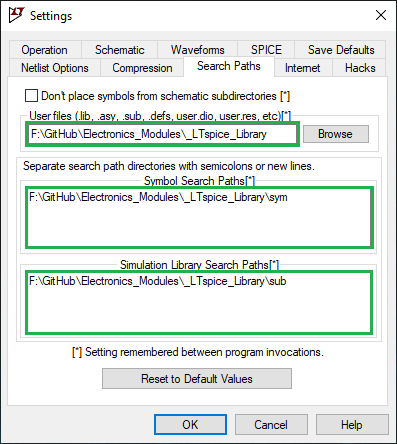 Settings
Operation Schematic Waveforms SPICE Save Defaults
Netlist Options Compression Search Paths Internet Hacks
Don't place symbols from schematic subdirectories [*]
User files (.lib, .asy, .sub, .defs, user.dio, user.res, etc)[*]
F:\GitHub\Electronics_Modules\_LTspice_Library Browse
Separate search path directories with semicolons or new lines.
Symbol Search Paths[*]
F:\GitHub\Electronics_Modules\_LTspice_Library\sym
Simulation Library Search Paths[*]
F:\GitHub\Electronics_Modules\_LTspice_Library\sub
[*] Setting remembered between program invocations.
Reset to Default Values
OK Cancel Help